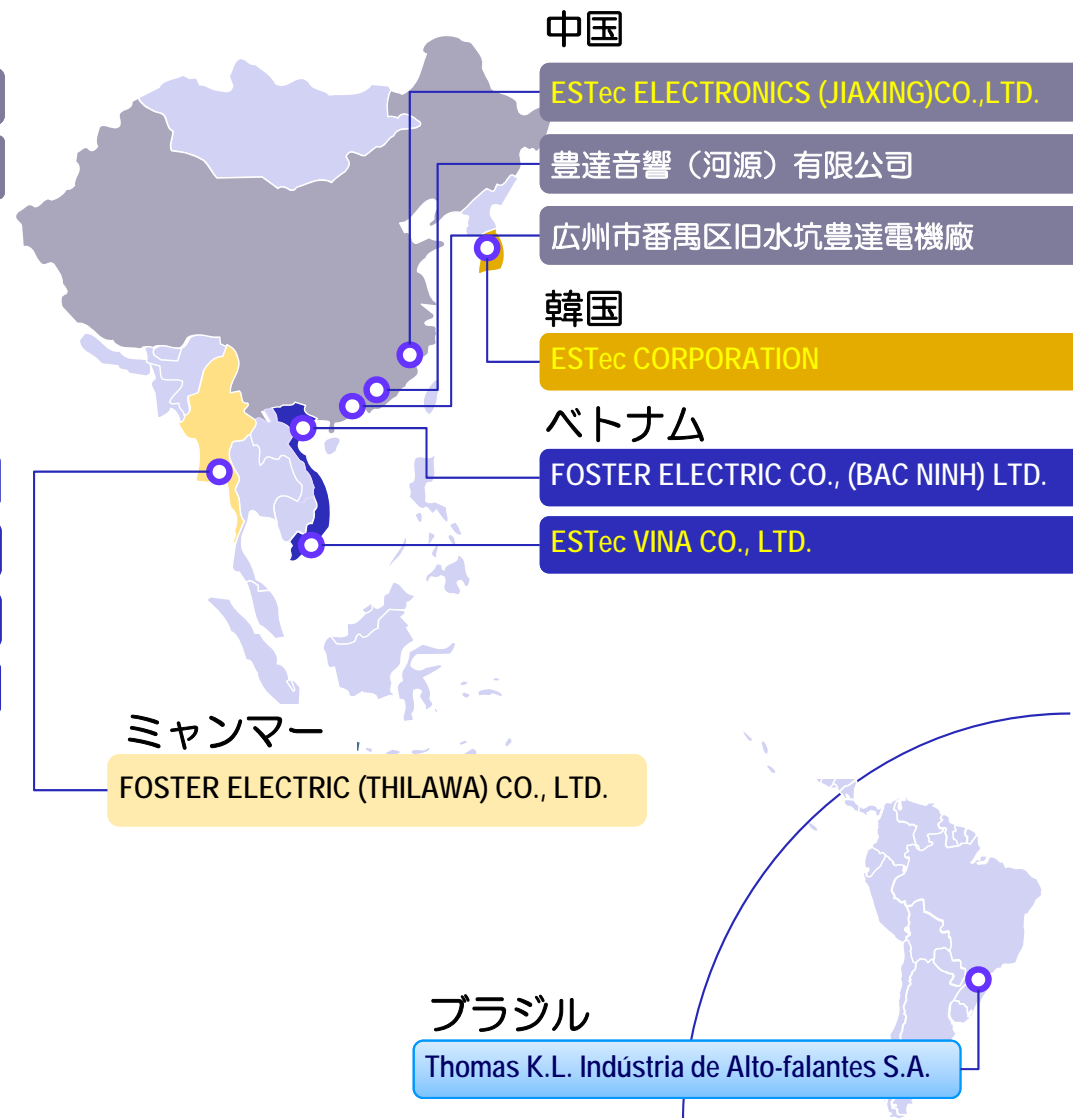 中国
ESTec ELECTRONICS (JIAXING)CO.,LTD.
豊達音響（河源）有限公司
広州市番禺区旧水坑豊達電機廠
韓国
ESTec CORPORATION
ベトナム
FOSTER ELECTRIC CO., (BAC NINH) LTD.
ESTec VINA CO., LTD.
ミャンマー
FOSTER ELECTRIC (THILAWA) CO., LTD.
ブラジル
Thomas K.L. Indústria de Alto-falantes S.A.